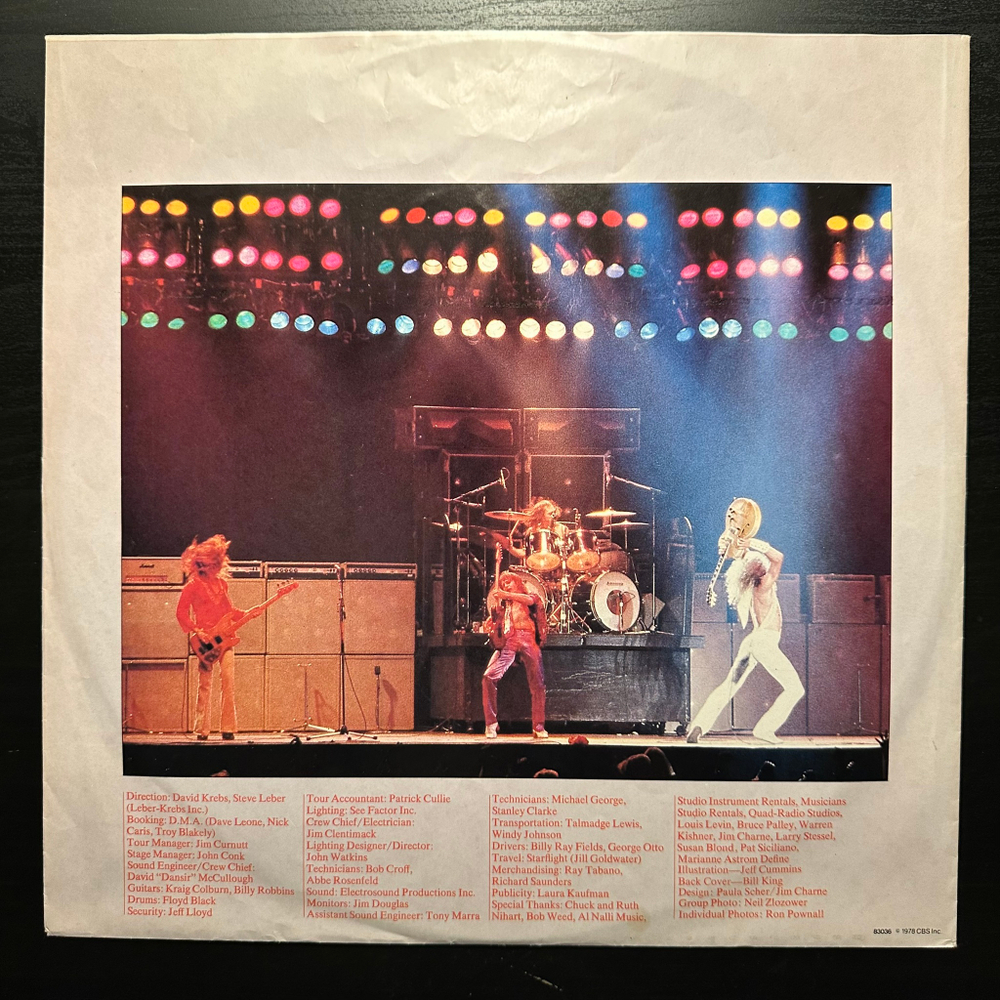 Direction: David Krebs, Steve Leber
(Leber-Krebs Inc.)
Booking: D.M.A. (Dave Leone, Nick
Caris, Troy Blakely)
Tour Manager: Jim Curnutt
Stage Manager: John Conk
Sound Engineer/Crew Chief:
David "Dansir" McCullough
Guitars: Kraig Colburn, Billy Robbins
Drums: Floyd Black
Security: Jeff Lloyd
Tour Accountant: Patrick Cullie
Lighting: See Factor Inc.
Crew Chief/Electrician:
Jim Clentimack
Lighting Designer/Director:
John Watkins
Technicians: Bob Croff,
Abbe Rosenfeld
Sound: Electrosound Productions Inc.
Monitors: Jim Douglas
Assistant Sound Engineer: Tony Marra
Technicians: Michael George,
Stanley Clarke
Transportation: Talmadge Lewis,
Windy Johnson
Drivers: Billy Ray Fields, George Otto
Travel: Starflight (Jill Goldwater)
Merchandising: Ray Tabano,
Richard Saunders
Publicity: Laura Kaufman
Special Thanks: Chuck and Ruth
Nihart, Bob Weed, Al Nalli Music,
Studio Instrument Rentals, Musicians
Studio Rentals, Quad-Radio Studios,
Louis Levin, Bruce Palley, Warren
Kishner, Jim Charne, Larry Stessel,
Susan Blond, Pat Siciliano,
Marianne Astrom Define
Illustration—Jeff Cummins
Back Cover—Bill King
Design: Paula Scher/Jim Charne
Group Photo: Neil Zlozower
Individual Photos: Ron Pownall
83036 ℗ 1978 CBS Inc.